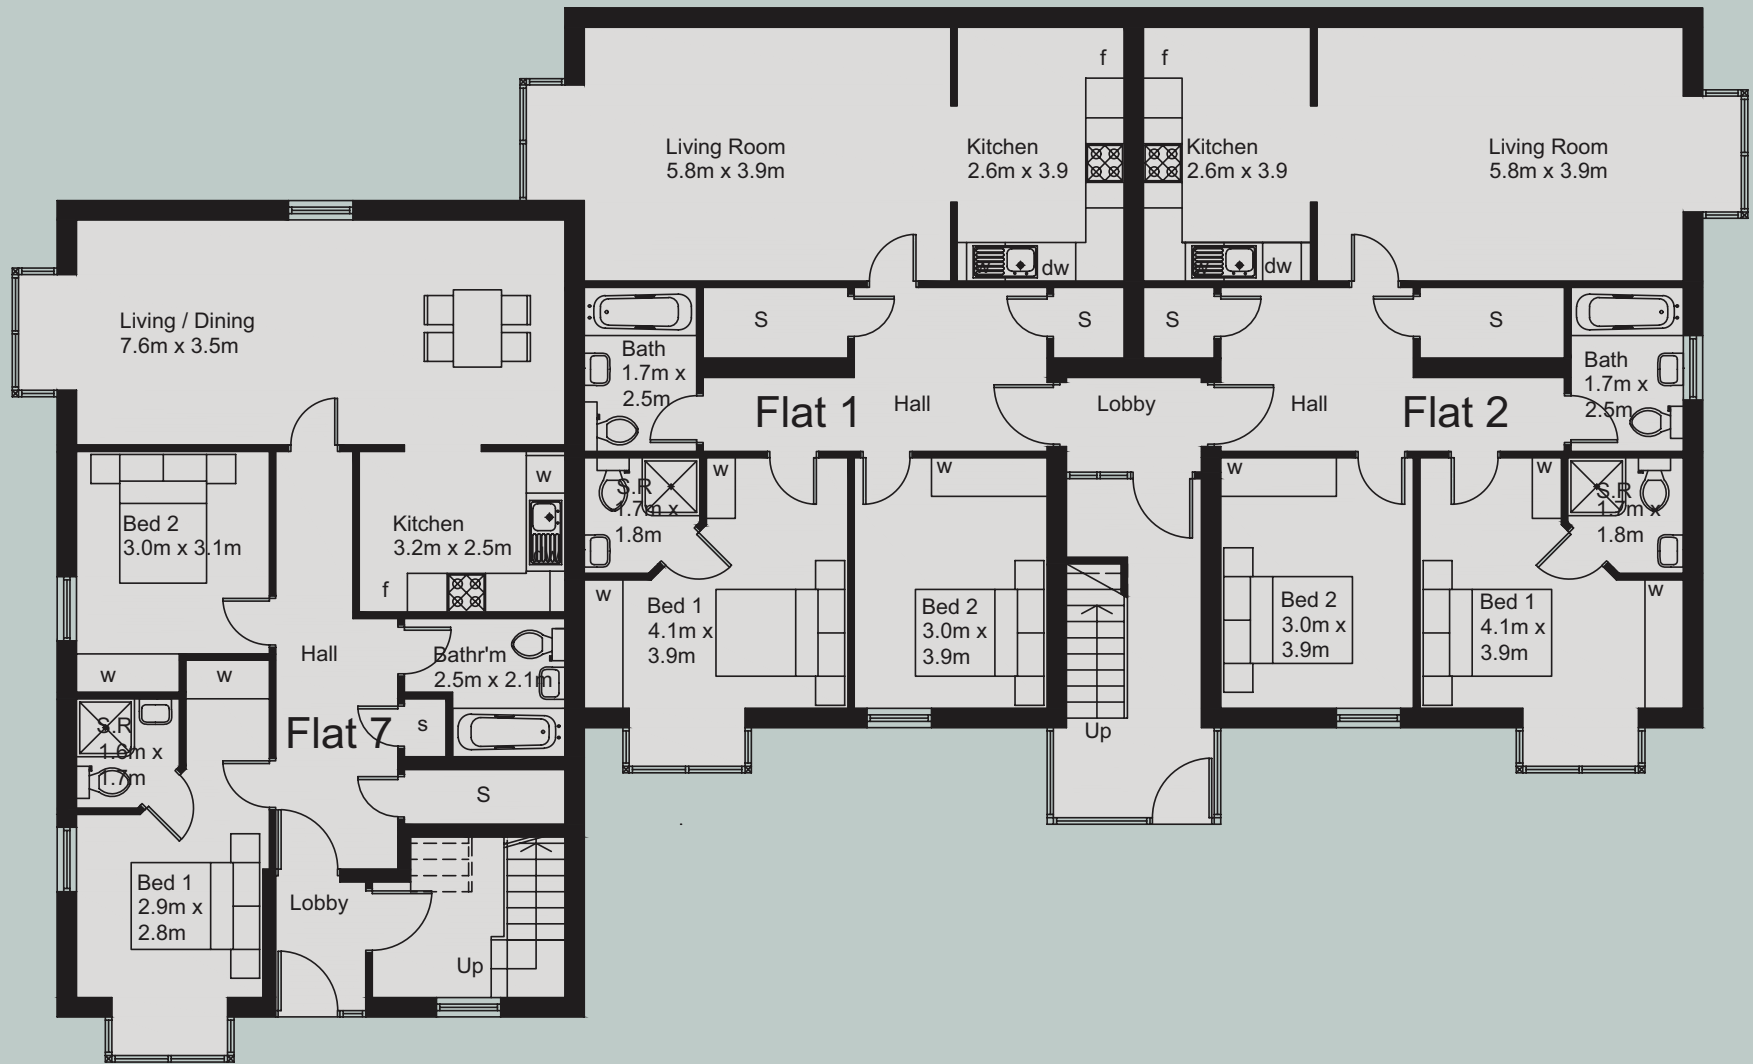 f
f
Living Room
5.8m x 3.9m
Kitchen
2.6m x 3.9
Kitchen
2.6m x 3.9
Living Room
5.8m x 3.9m
w
dw
w
dw
Living / Dining
7.6m x 3.5m
S
S
S
S
Bath
1.7m x
2.5m
Flat 1
Hall
Lobby
Hall
Flat 2
Bath
1.7m x
2.5m
w
Bed 2
3.0m x 3.1m
Kitchen
3.2m x 2.5m
dw
f
S.R
1.7m x
1.8m
w
w
w
w
S.R
1.7m x
1.8m
w
Bed 1
4.1m x
3.9m
Bed 2
3.0m x
3.9m
Bed 2
3.0m x
3.9m
Bed 1
4.1m x
3.9m
w
Hall
Bathr'm
2.5m x 2.1m
w
w
S.R
1.6m x
1.7m
Flat 7
s
Up
S
Bed 1
2.9m x
2.8m
Lobby
Up